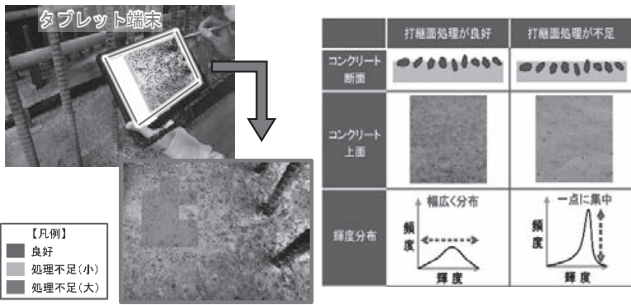 タブレット端末
【凡例】
良好
処理不足(小)
処理不足(大)
打継面処理が良好
打継面処理が不足
コンクリート
断面
コンクリート
上面
輝度分布
幅広く分布
頻度
輝度
一点に集中
頻度
輝度